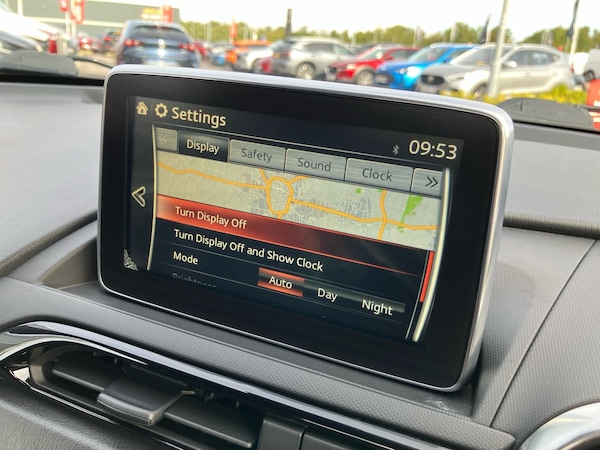 Settings
09:53
Display Safety Sound Clock
Turn Display Off
Turn Display Off and Show Clock
Mode Auto Day Night
Brightness